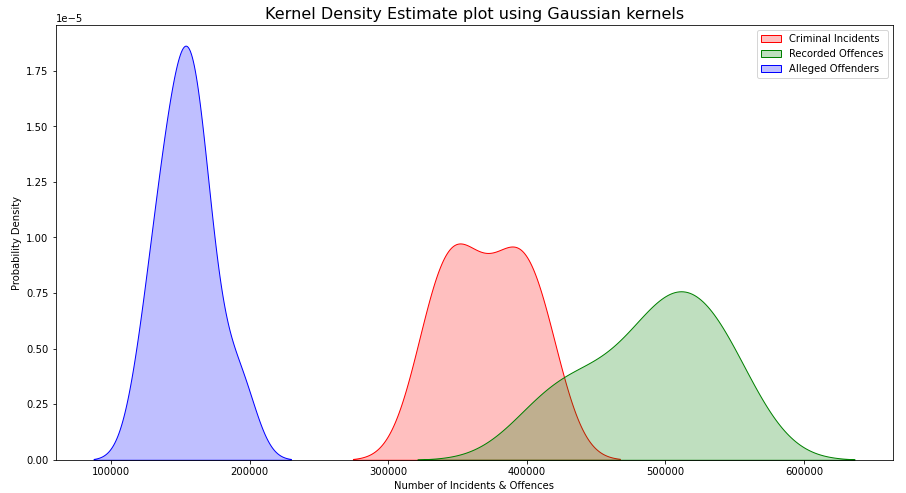 Kernel Density Estimate plot using Gaussian kernels
1e−5
Criminal Incidents
Recorded Offences
Alleged Offenders
1.75
1.50
1.25
1.00
0.75
0.50
0.25
0.00
Probability Density
100000 200000 300000 400000 500000 600000
Number of Incidents & Offences